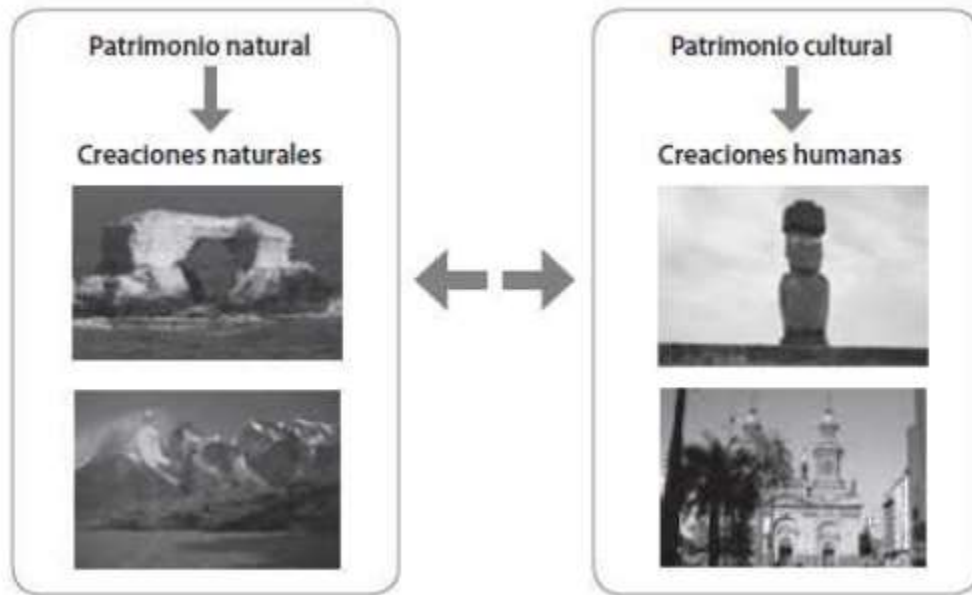 Patrimonio natural
Creaciones naturales
Patrimonio cultural
Creaciones humanas